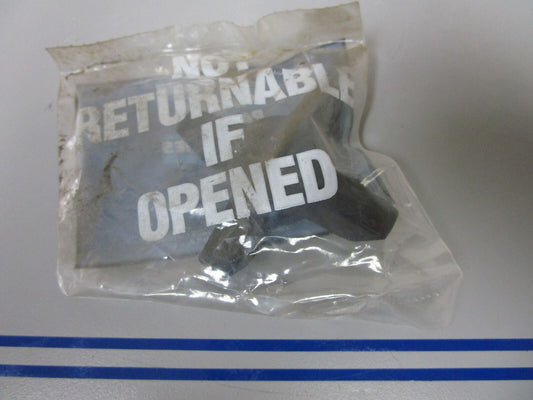 NOT
RETURNABLE
"IF"
OPENED